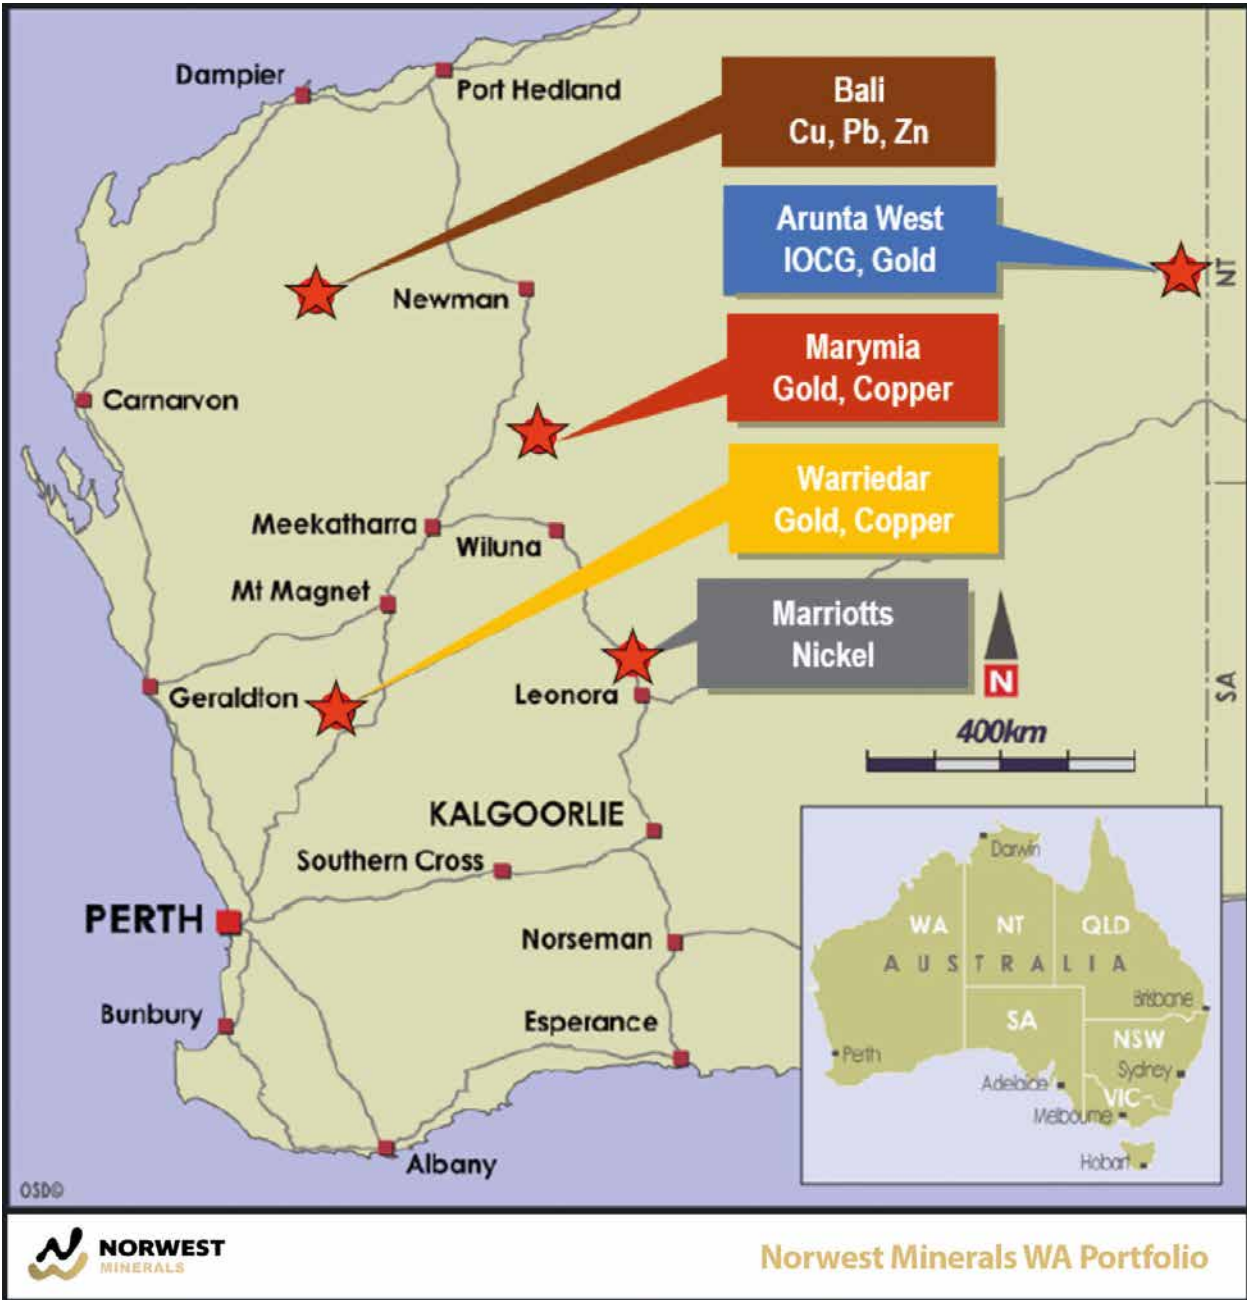 Dampier
Port Hedland
Bali
Cu, Pb, Zn
Arunta West
IOCG, Gold
NT
Newman
Marymia
Gold, Copper
Carnarvon
Warriedar
Gold, Copper
Meekatharra
Wiluna
Mt Magnet
Marriotts
Nickel
N
Geraldton
Leonora
SA
400km
KALGOORLIE
Southern Cross
PERTH
Norseman
Bunbury
Esperance
Albany
Darwin
WA
NT
QLD
AUSTRALIA
Brisbane
SA
NSW
Perth
Sydney
Adelaide
VIC
Melbourne
Hobart
OSD©
NORWEST
MINERALS
Norwest Minerals WA Portfolio